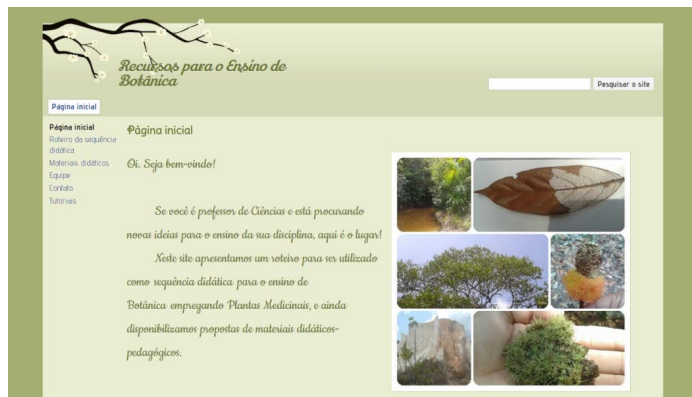 Recursos para o Ensino de
Botânica
Pesquisar o site
Página inicial
Página inicial
Roteiro da sequência
didática
Materiais didáticos
Equipe
Contato
Tutoriais
Página inicial
Oi. Seja bem-vindo!
Se você é professor de Ciências e está procurando
novas ideias para o ensino da sua disciplina, aqui é o lugar!
Neste site apresentamos um roteiro para ser utilizado
como sequência didática para o ensino de
Botânica empregando Plantas Medicinais, e ainda
disponibilizamos propostas de materiais didáticos-
pedagógicos.